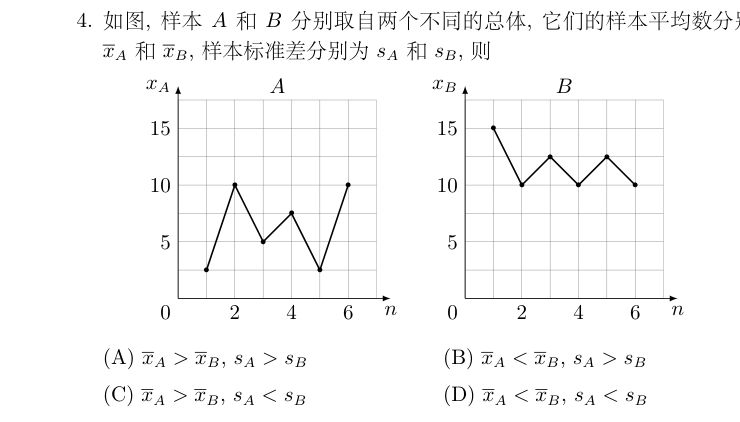 4. 如图, 样本 A 和 B 分别取自两个不同的总体, 它们的样本平均数分
x̄_A 和 x̄_B, 样本标准差分别为 s_A 和 s_B, 则
x_A A x_B B
15 15
10 10
5 5
0 2 4 6 n 0 2 4 6 n
(A) x̄_A > x̄_B, s_A > s_B (B) x̄_A < x̄_B, s_A > s_B
(C) x̄_A > x̄_B, s_A < s_B (D) x̄_A < x̄_B, s_A < s_B